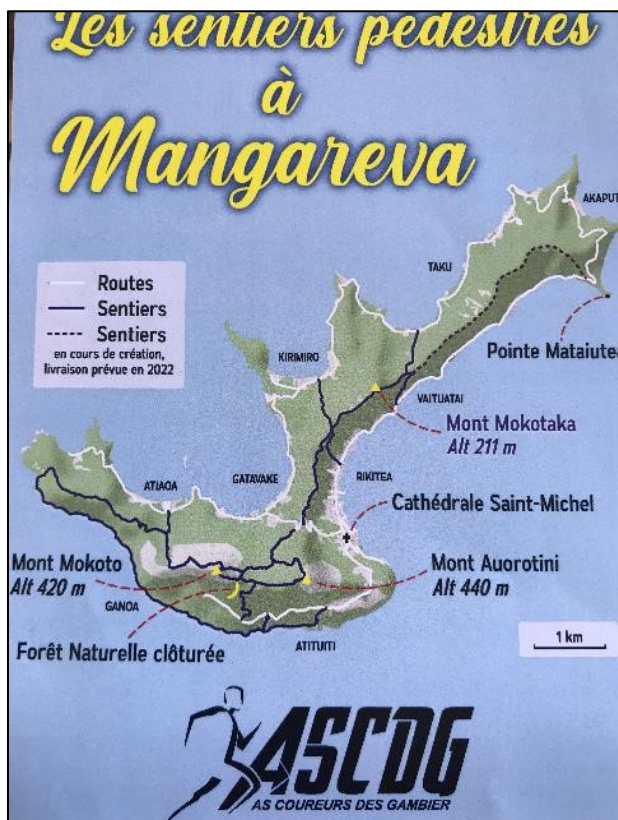 Les sentiers pédestres
à
Mangareva
Routes
Sentiers
Sentiers
en cours de création,
livraison prévue en 2022
AKAPUT
TAKU
Pointe Mataiutea
KIRIMIRO
VAITUATAI
Mont Mokotaka
Alt 211 m
ATIAOA
GATAVAKE
RIKITEA
Cathédrale Saint-Michel
Mont Mokoto
Alt 420 m
Mont Auorotini
Alt 440 m
GANOA
Forêt Naturelle clôturée
ATITUITI
1 km
ASCDG
AS COUREURS DES GAMBIER